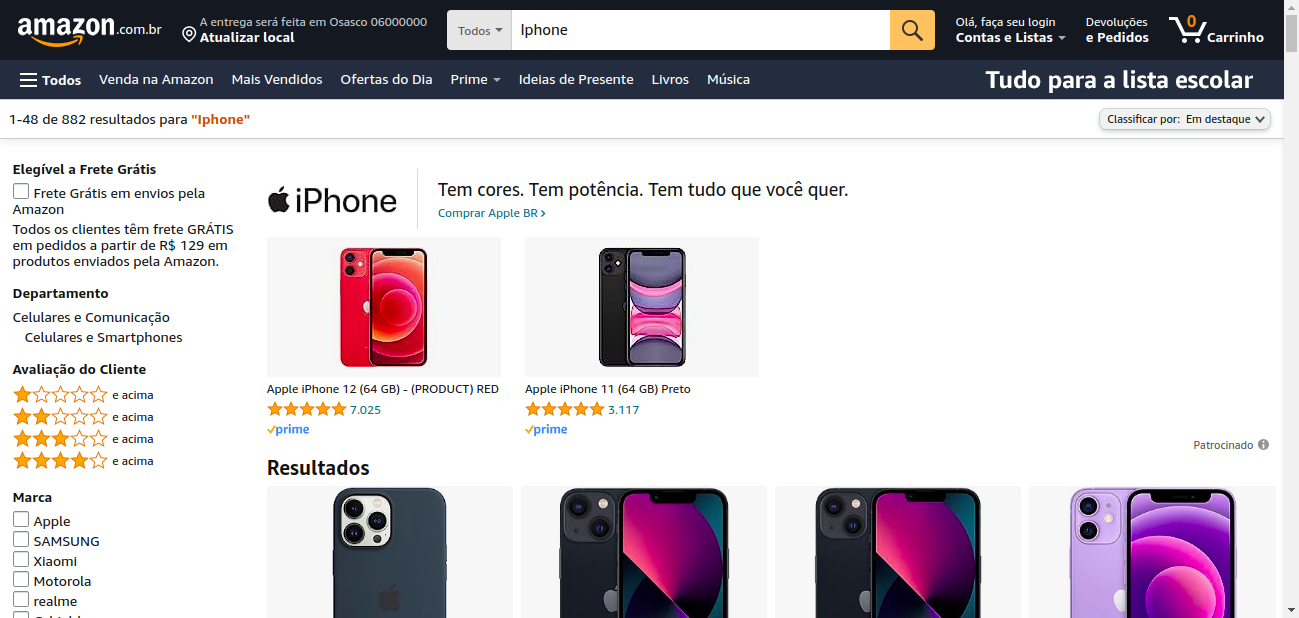 amazon.com.br
A entrega será feita em Osasco 06000000
Atualizar local
Todos
Iphone
Olá, faça seu login
Contas e Listas
Devoluções
e Pedidos
0
Carrinho
Todos
Venda na Amazon
Mais Vendidos
Ofertas do Dia
Prime
Ideias de Presente
Livros
Música
Tudo para a lista escolar
1-48 de 882 resultados para "Iphone"
Classificar por: Em destaque
Elegível a Frete Grátis
Frete Grátis em envios pela
Amazon
Todos os clientes têm frete GRÁTIS
em pedidos a partir de R$ 129 em
produtos enviados pela Amazon.
Departamento
Celulares e Comunicação
Celulares e Smartphones
Avaliação do Cliente
e acima
e acima
e acima
e acima
Marca
Apple
SAMSUNG
Xiaomi
Motorola
realme
iPhone
Tem cores. Tem potência. Tem tudo que você quer.
Comprar Apple BR ›
Apple iPhone 12 (64 GB) - (PRODUCT) RED
7.025
prime
Apple iPhone 11 (64 GB) Preto
3.117
prime
Patrocinado
Resultados